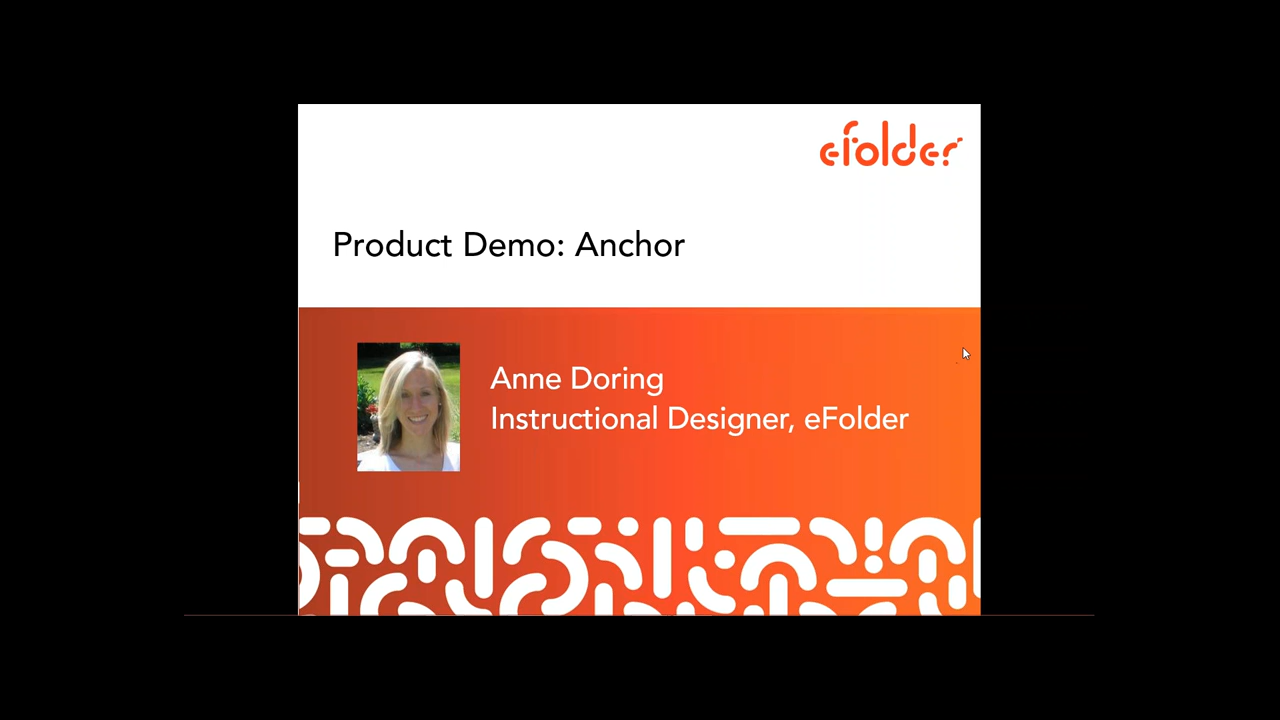 efolder
Product Demo: Anchor
Anne Doring
Instructional Designer, eFolder